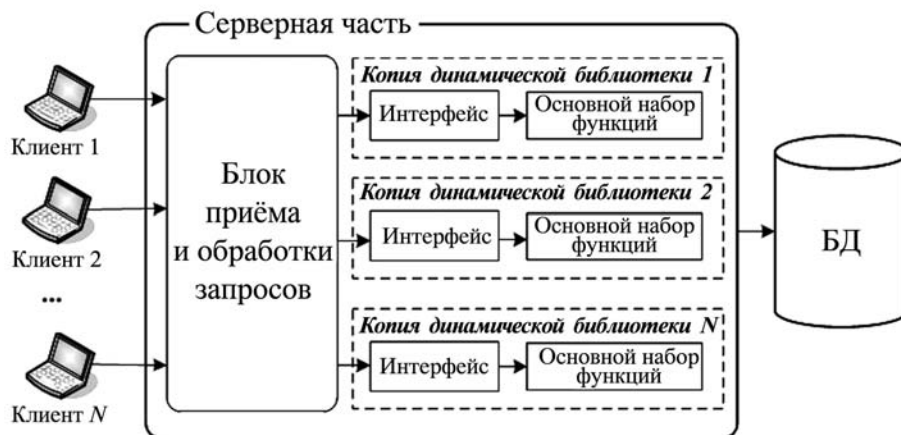 Серверная часть
Клиент 1
Клиент 2
...
Клиент N
Блок
приёма
и обработки
запросов
Копия динамической библиотеки 1
Интерфейс
Основной набор
функций
Копия динамической библиотеки 2
Интерфейс
Основной набор
функций
Копия динамической библиотеки N
Интерфейс
Основной набор
функций
БД